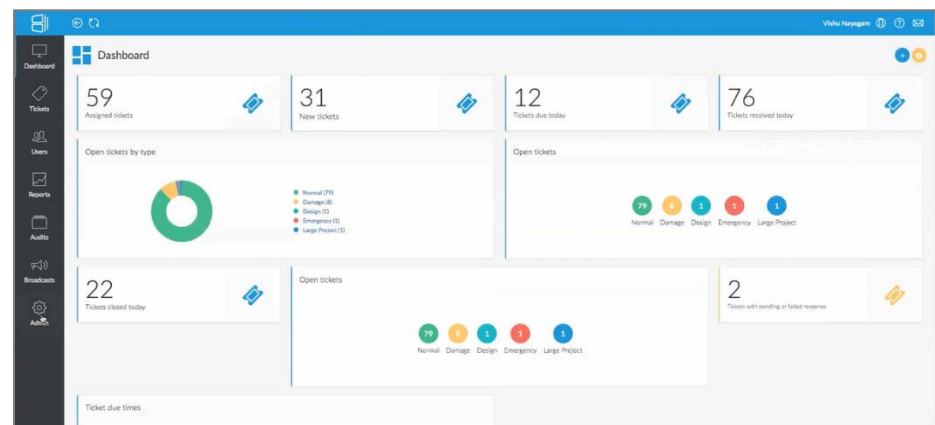 Vishu Nayagam
Dashboard
Dashboard
Tickets
Users
Reports
Audits
Broadcasts
Admin
59
Assigned tickets
31
New tickets
12
Tickets due today
76
Tickets received today
Open tickets by type
Normal (79)
Damage (8)
Design (1)
Emergency (1)
Large Project (1)
Open tickets
79 8 1 1 1
Normal Damage Design Emergency Large Project
22
Tickets closed today
Open tickets
79 8 1 1 1
Normal Damage Design Emergency Large Project
2
Tickets with pending or failed response
Ticket due times